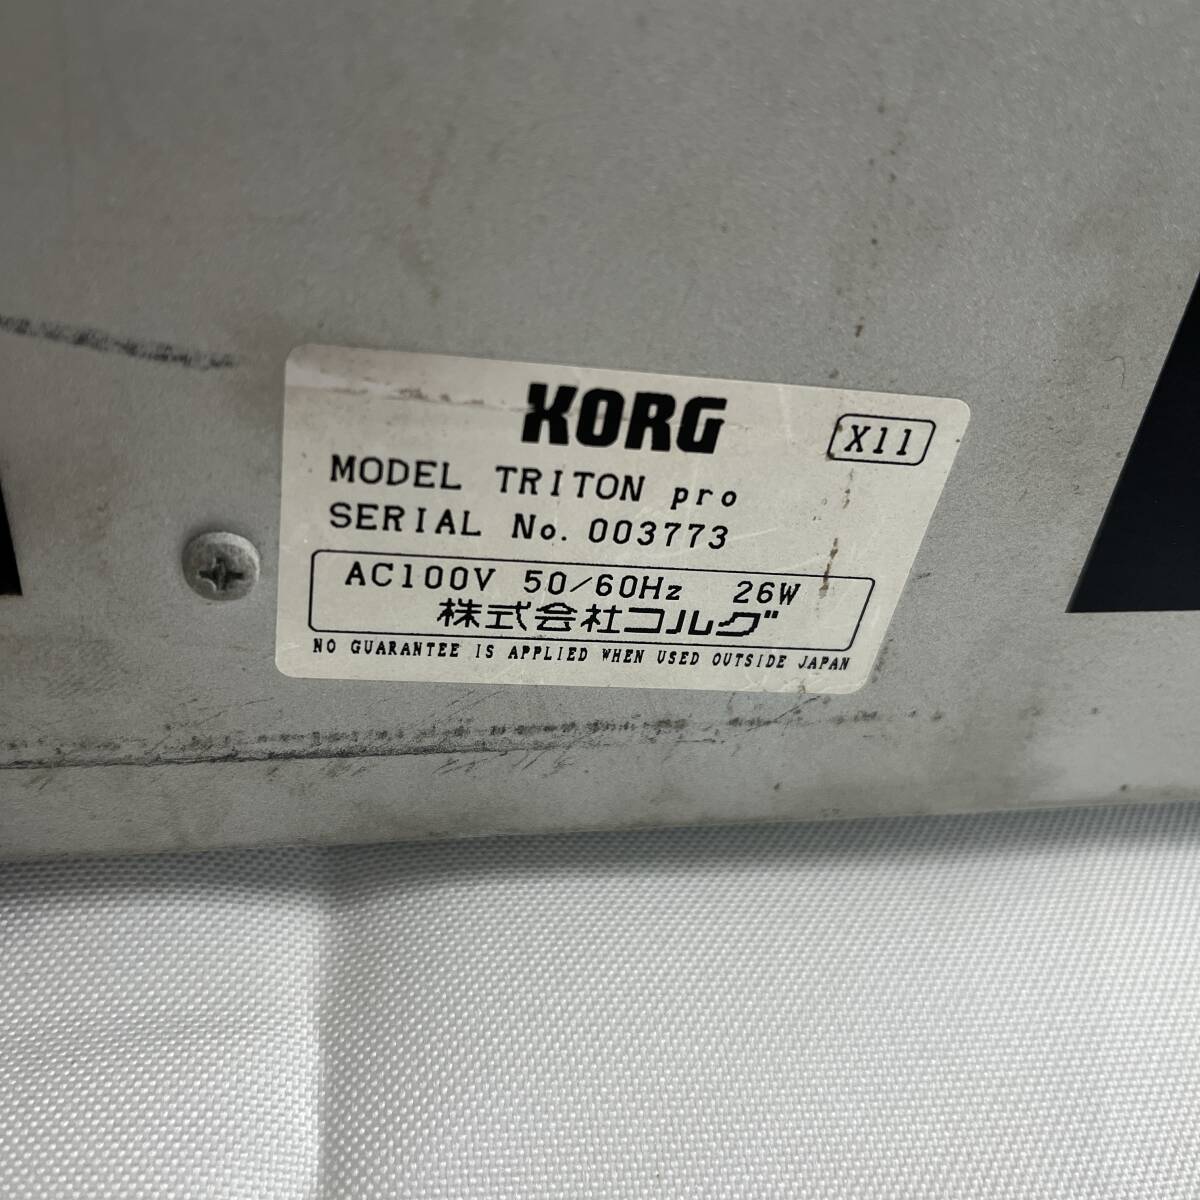 KORG
X11
MODEL TRITON pro
SERIAL No. 003773
AC100V 50/60Hz 26W
株式会社コルグ
NO GUARANTEE IS APPLIED WHEN USED OUTSIDE JAPAN